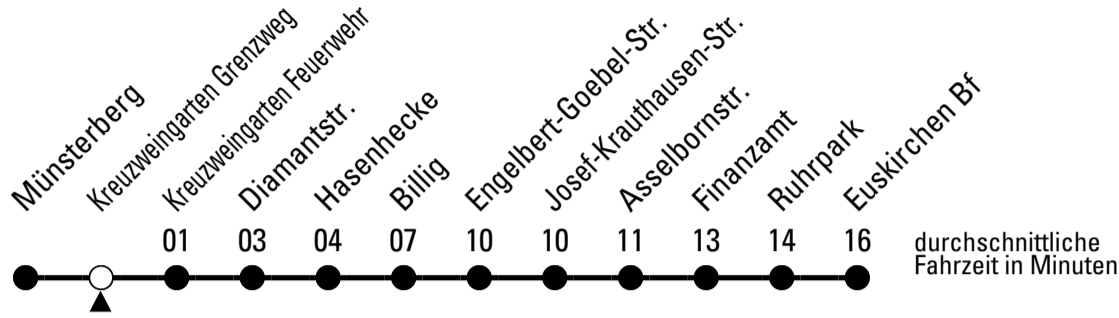 Münsterberg
Kreuzweingarten Grenzweg
Kreuzweingarten Feuerwehr
Diamantstr.
Hasenhecke
Billig
Engelbert-Goebel-Str.
Josef-Krauthausen-Str.
Asselbornstr.
Finanzamt
Ruhrpark
Euskirchen Bf
01 03 04 07 10 10 11 13 14 16
durchschnittliche
Fahrzeit in Minuten